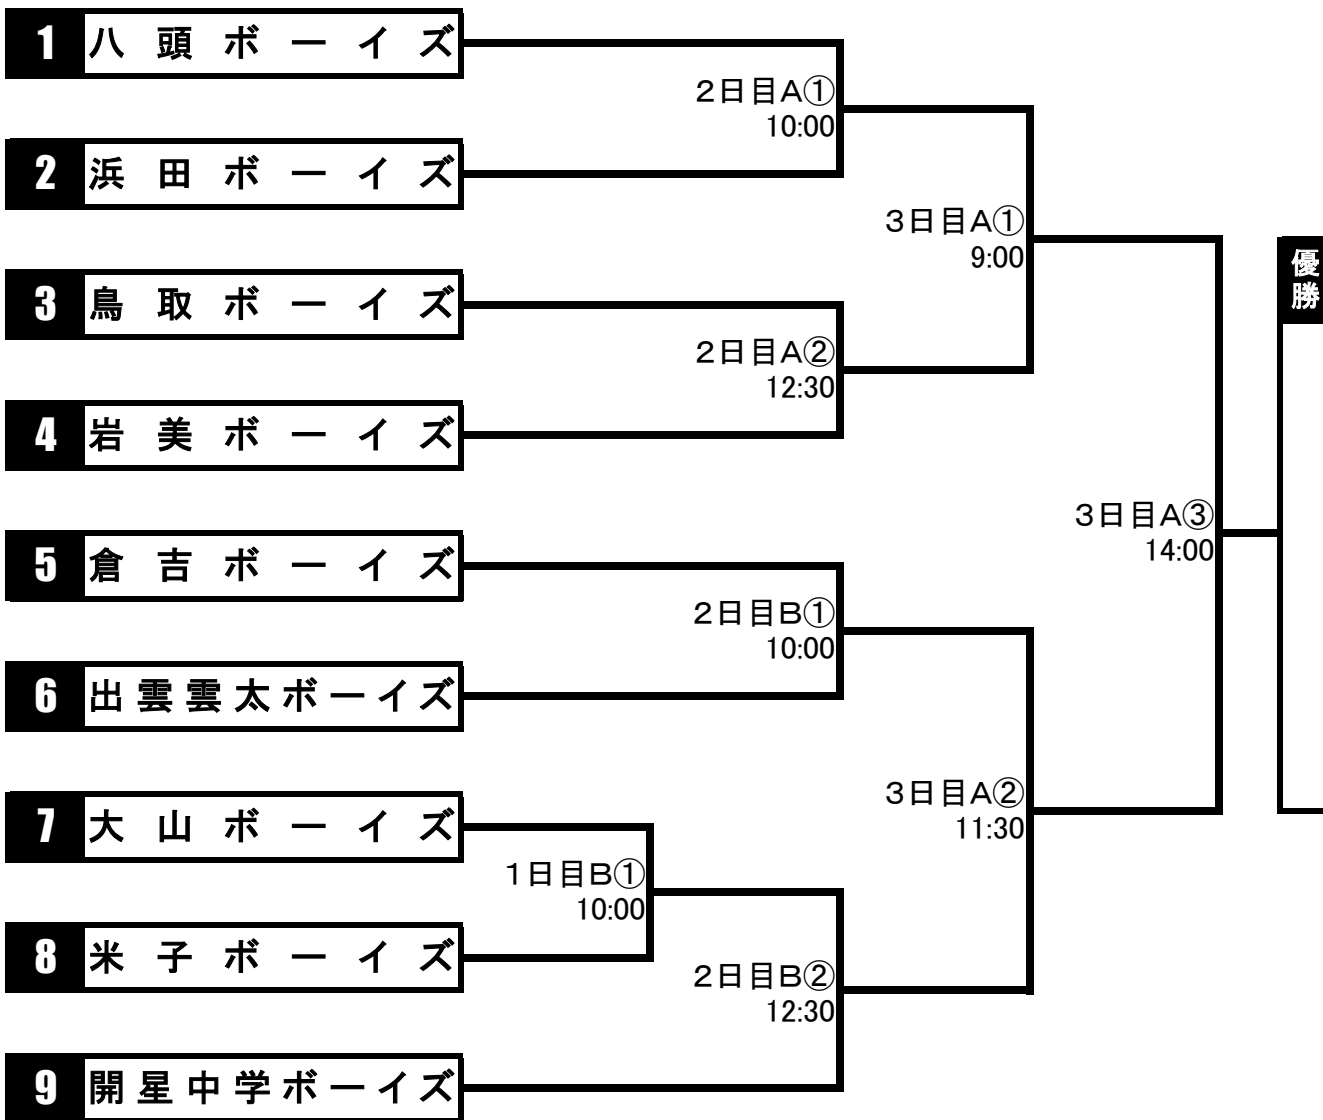 1 八頭ボーイズ
2日目A①
10:00
2 浜田ボーイズ
3日目A①
9:00
優勝
3 鳥取ボーイズ
2日目A②
12:30
4 岩美ボーイズ
3日目A③
14:00
5 倉吉ボーイズ
2日目B①
10:00
6 出雲雲太ボーイズ
3日目A②
11:30
7 大山ボーイズ
1日目B①
10:00
8 米子ボーイズ
2日目B②
12:30
9 開星中学ボーイズ